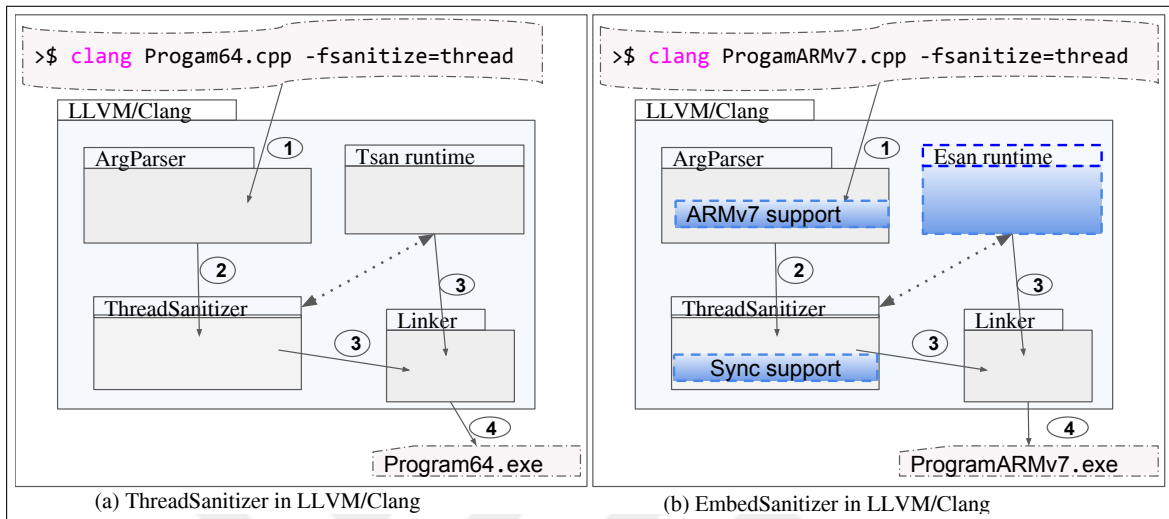 >$ clang Progam64.cpp -fsanitize=thread
LLVM/Clang
1
ArgParser
Tsan runtime
2
3
ThreadSanitizer
Linker
3
4
Program64.exe
(a) ThreadSanitizer in LLVM/Clang
>$ clang ProgamARMv7.cpp -fsanitize=thread
LLVM/Clang
1
ArgParser
Esan runtime
ARMv7 support
2
3
ThreadSanitizer
Linker
3
Sync support
4
ProgramARMv7.exe
(b) EmbedSanitizer in LLVM/Clang